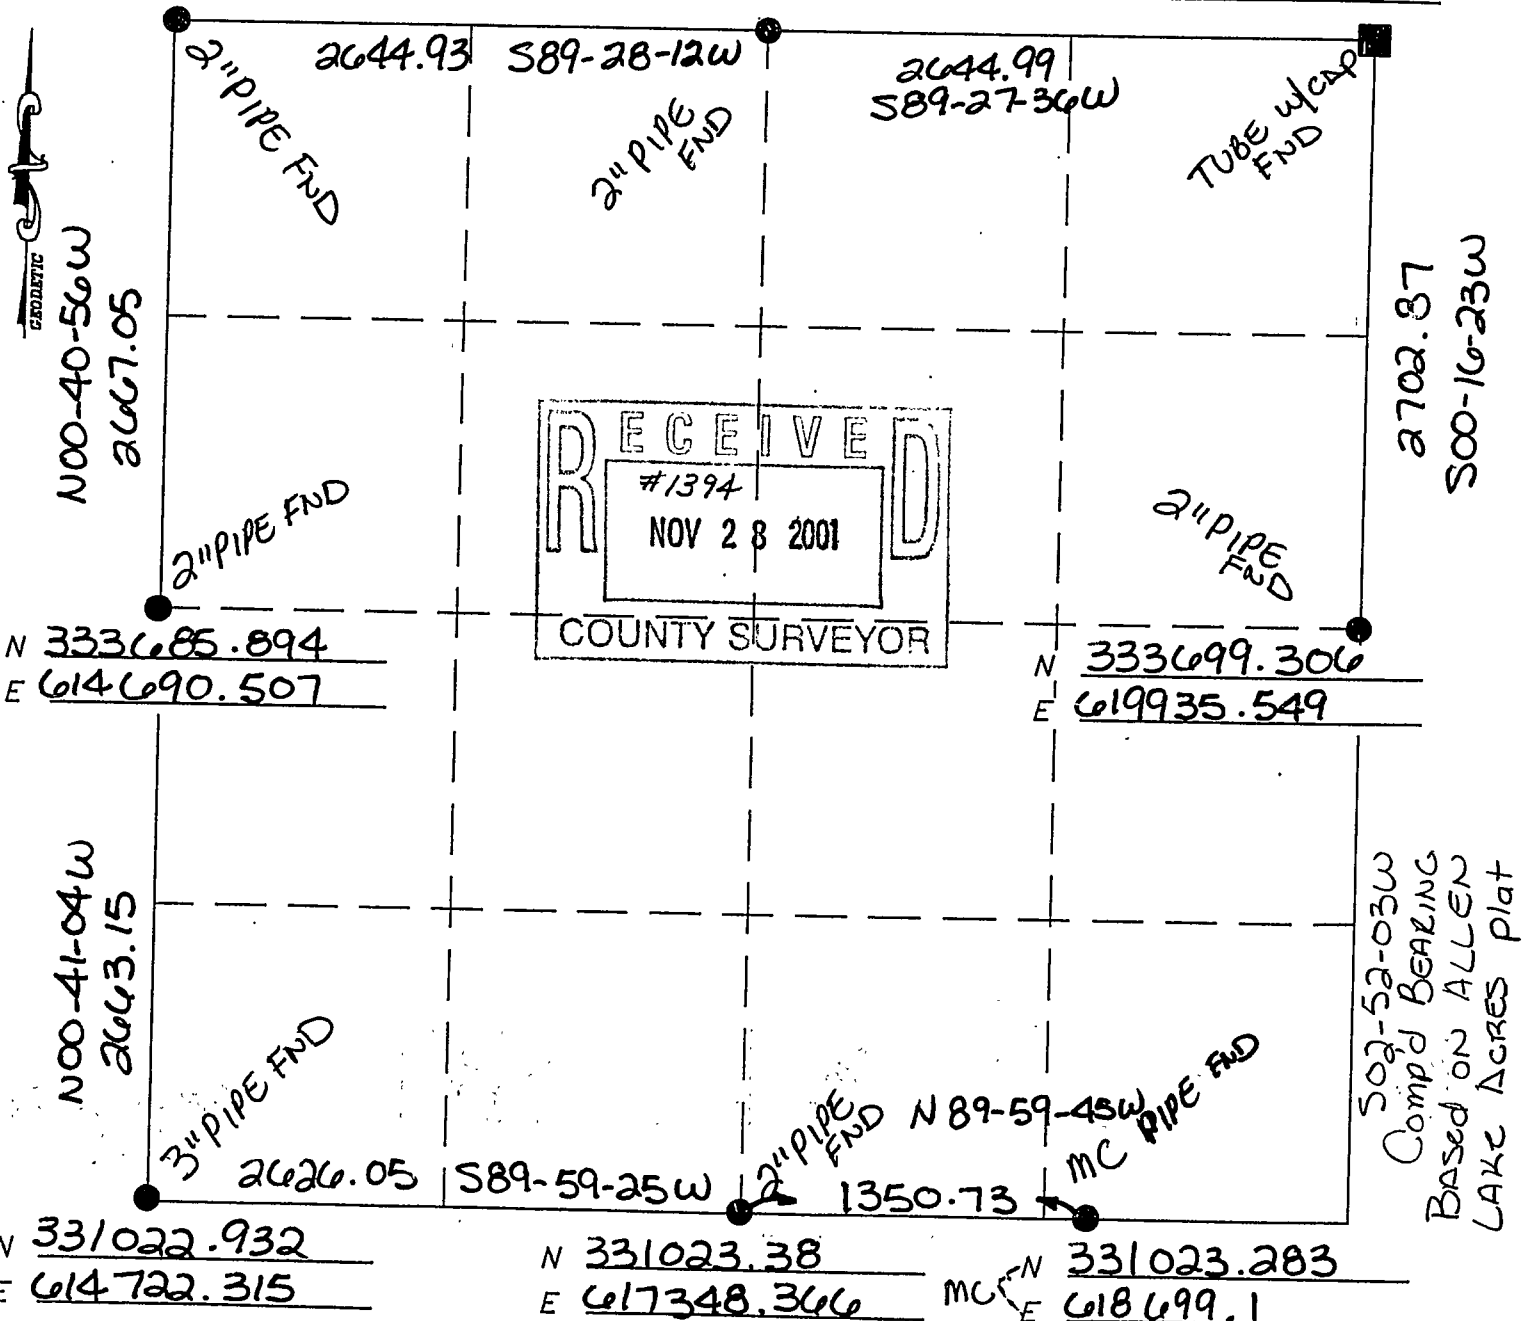 2644.93 S89-28-12W
2644.99
S89-27-36W
2" PIPE FND
2" PIPE
FND
TUBE W/CAP
FND
GEODETIC
N00-40-56W
2667.05
2702.87
S00-16-23W
RECEIVED
#1394
NOV 28 2001
COUNTY SURVEYOR
2" PIPE FND
2" PIPE
FND
N 333685.894
E 614690.507
N 333699.306
E 619935.549
N00-41-04W
2663.15
S02-52-03W
Comp'd BEARING
BASed ON ALLEN
LAKE ACRES plat
3" PIPE FND
2" PIPE
FND
N 89-59-45W
MC PIPE FND
2626.05 S89-59-25W
1350.73
N 331022.932
E 614722.315
N 331023.38
E 617348.366
MC N 331023.283
E 618699.1